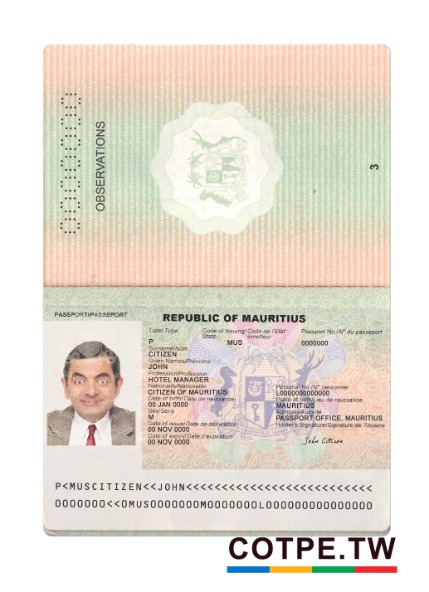 0000000
OBSERVATIONS
3
PASSPORT/PASSEPORT
REPUBLIC OF MAURITIUS
Type/ Type
Code of Issuing/ Code de l'Etat
State
émetteur
Passport No./N° du passeport
P
MUS
0000000
Surname/Nom
CITIZEN
Given Names/Prénoms
JOHN
Profession/Profession
HOTEL MANAGER
Nationality/Nationalité
CITIZEN OF MAURITIUS
Personal No./N° personnel
L0000000000000
Date of birth/ Date de naissance
00 JAN 0000
Place of birth/Lieu de naissance
MAURITIUS
Sex/ Sexe
M
Authority/Autorité
PASSPORT OFFICE, MAURITIUS
Date of issue/ Date de délivrance
00 NOV 0000
Holder's Signature/Signature de Titulaire
Date of expiry/ Date d'expiration
00 NOV 0000
John Citizen
P<MUSCITIZEN<<JOHN<<<<<<<<<<<<<<<<<<<<<<<<<<
0000000<<0MUS0000000M0000000L000000000000000
COTPE.TW